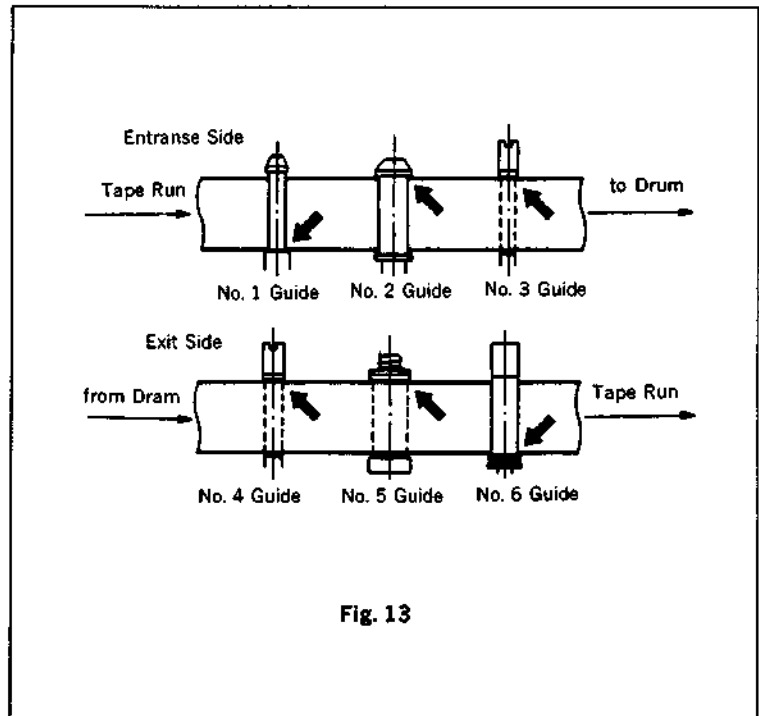 Entranse Side
Tape Run
to Drum
No. 1 Guide
No. 2 Guide
No. 3 Guide
Exit Side
from Dram
Tape Run
No. 4 Guide
No. 5 Guide
No. 6 Guide
Fig. 13